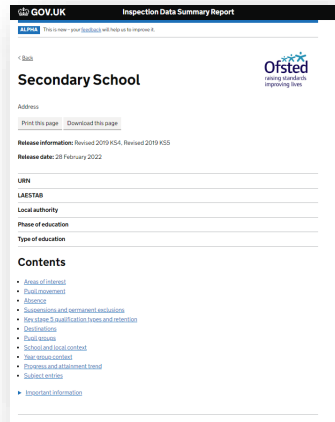 GOV.UK Inspection Data Summary Report
ALPHA This is new - your feedback will help us to improve it.
< Back
Ofsted
raising standards
improving lives
Secondary School
Address
Print this page Download this page
Release information: Revised 2019 KS4, Revised 2019 KS5
Release date: 28 February 2022
URN
LAESTAB
Local authority
Phase of education
Type of education
Contents
Areas of interest
Pupil movement
Absence
Suspensions and permanent exclusions
Key stage 5 qualification types and retention
Destinations
Pupil groups
School and local context
Year group context
Progress and attainment trend
Subject entries
Important information